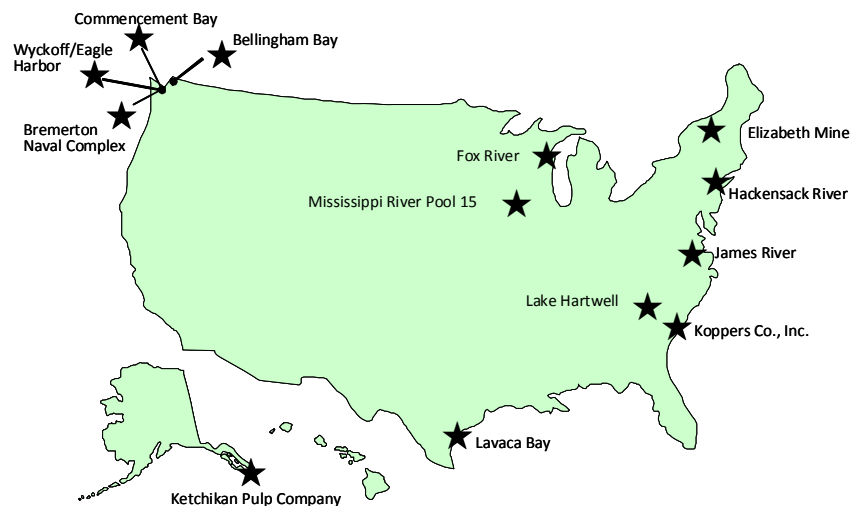 Commencement Bay
Bellingham Bay
Wyckoff/Eagle
Harbor
Bremerton
Naval Complex
Elizabeth Mine
Fox River
Hackensack River
Mississippi River Pool 15
James River
Lake Hartwell
Koppers Co., Inc.
Lavaca Bay
Ketchikan Pulp Company